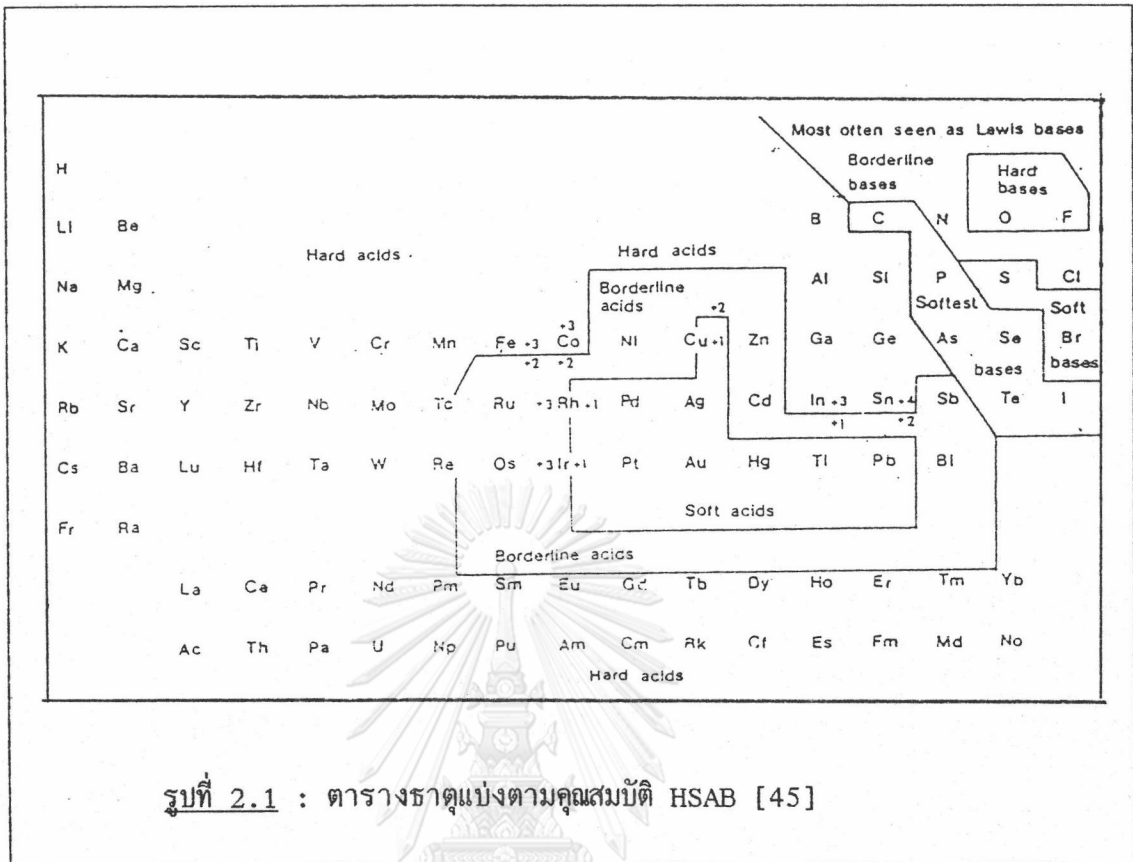 Most often seen as Lewis bases
Borderline bases
Hard bases
H
Li Be B C N O F
Hard acids Hard acids
Na Mg Al Si P S Cl
Borderline acids +2 Softest Soft
+3
K Ca Sc Ti V Cr Mn Fe +3 Co Ni Cu +1 Zn Ga Ge As Se Br
+2 +2 bases bases
Rb Sr Y Zr Nb Mo Tc Ru +3 Rh +1 Pd Ag Cd In +3 Sn +4 Sb Te I
+1 +2
Cs Ba Lu Hf Ta W Re Os +3 Ir +1 Pt Au Hg Tl Pb Bi
Soft acids
Fr Ra
Borderline acids
La Ce Pr Nd Pm Sm Eu Gd Tb Dy Ho Er Tm Yb
Ac Th Pa U Np Pu Am Cm Bk Cf Es Fm Md No
Hard acids
รูปที่ 2.1 : ตารางธาตุแบ่งตามคุณสมบัติ HSAB [45]